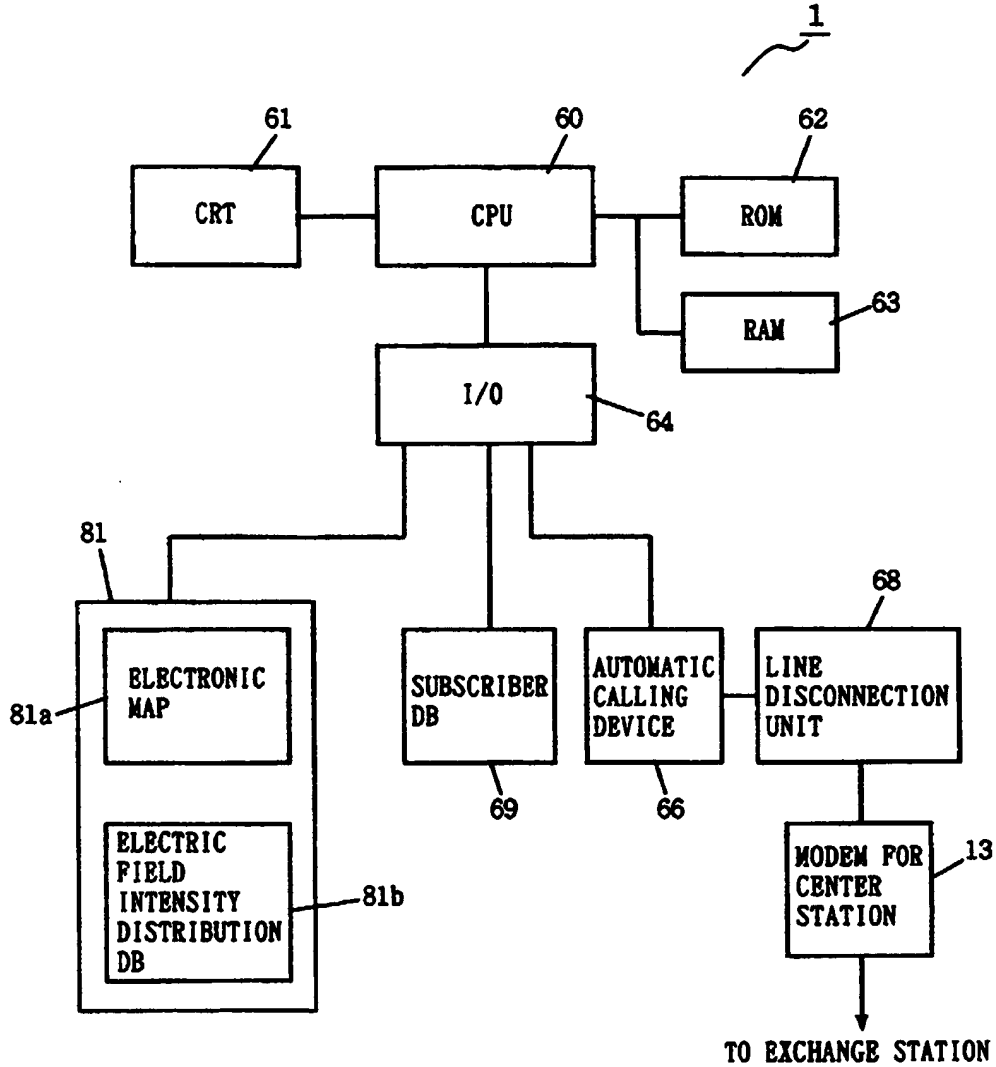 1
61
60
62
CRT
CPU
ROM
RAM
63
I/O
64
81
68
ELECTRONIC
MAP
81a
SUBSCRIBER
DB
69
AUTOMATIC
CALLING
DEVICE
66
LINE
DISCONNECTION
UNIT
ELECTRIC
FIELD
INTENSITY
DISTRIBUTION
DB
81b
MODEM FOR
CENTER
STATION
13
TO EXCHANGE STATION